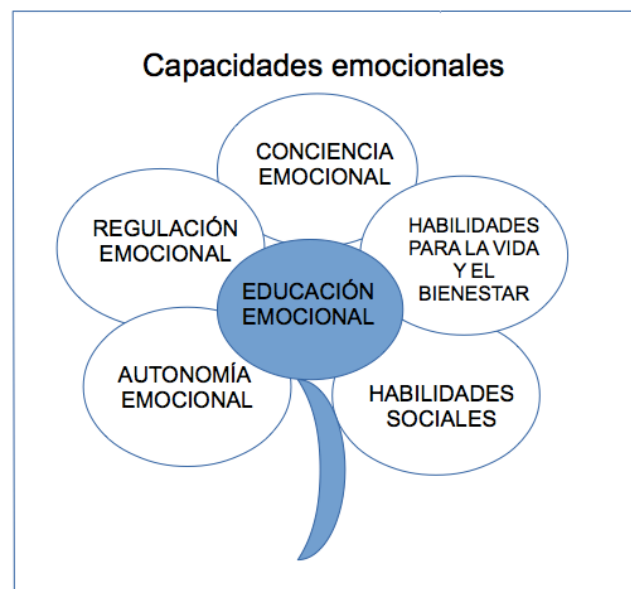 Capacidades emocionales
CONCIENCIA
EMOCIONAL
REGULACIÓN
EMOCIONAL
HABILIDADES
PARA LA VIDA
Y EL
BIENESTAR
EDUCACIÓN
EMOCIONAL
AUTONOMÍA
EMOCIONAL
HABILIDADES
SOCIALES